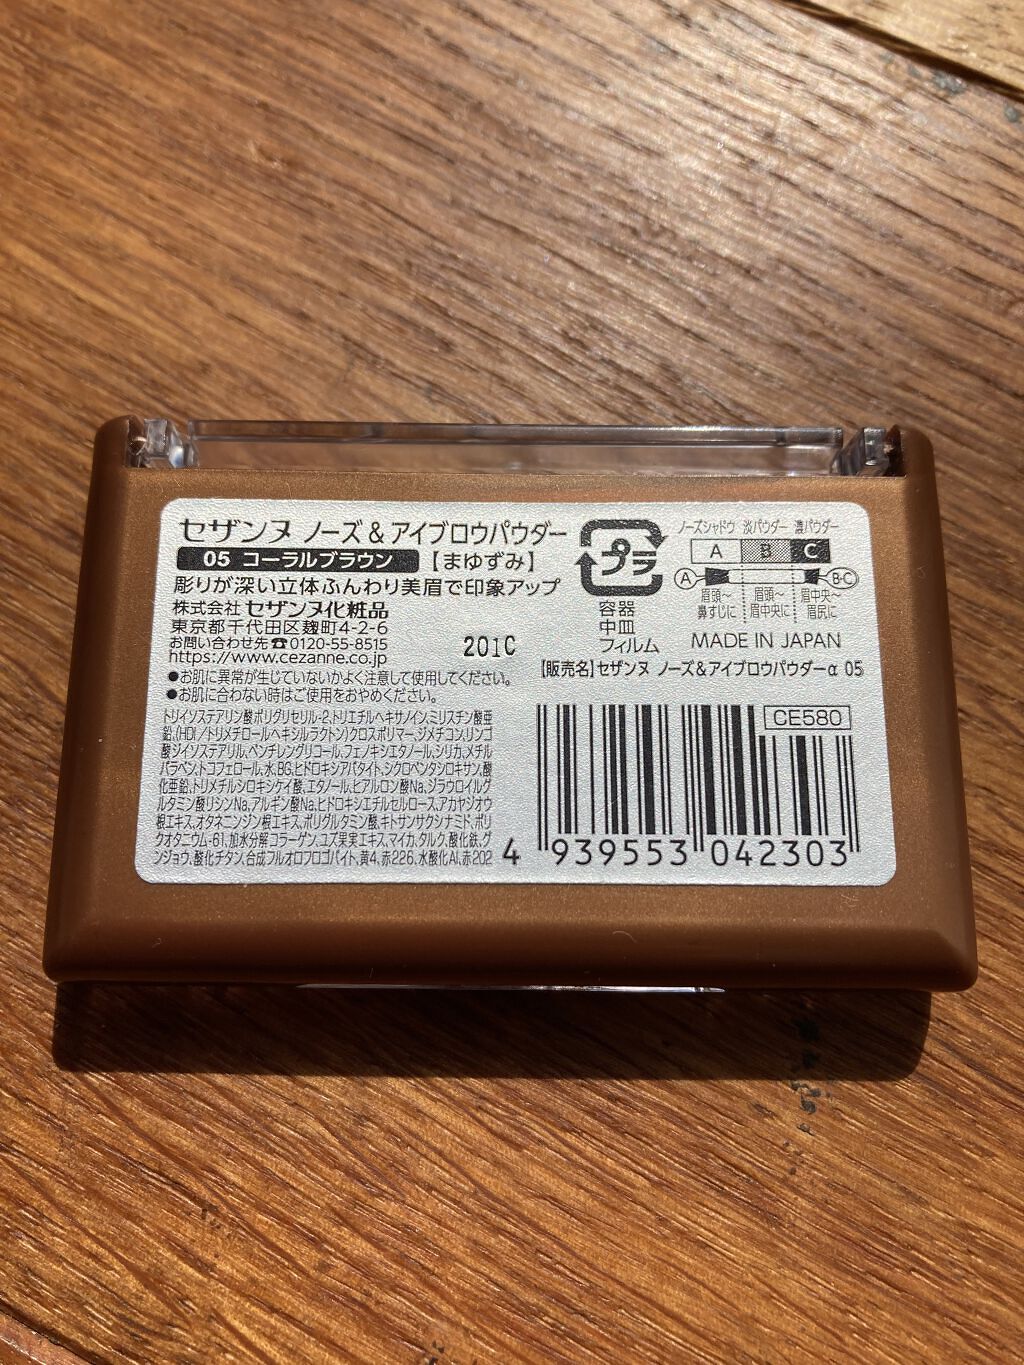 セザンヌ ノーズ&アイブロウパウダー
05 コーラルブラウン 【まゆずみ】
彫りが深い立体ふんわり美眉で印象アップ
株式会社 セザンヌ化粧品
東京都千代田区麹町4-2-6
お問い合わせ先☎0120-55-8515
https://www.cezanne.co.jp
201C
●お肌に異常が生じていないかよく注意して使用してください。
●お肌に合わない時はご使用をおやめください。
トリイソステアリン酸ポリグリセリル-2,トリエチルヘキサノイン,ミリスチン酸亜
鉛,(HDI/トリメチロールヘキシルラクトン)クロスポリマー,ジメチコン,リンゴ
酸ジイソステアリル,ペンチレングリコール,フェノキシエタノール,シリカ,メチル
パラベン,トコフェロール,水,BG,ヒドロキシアパタイト,シクロペンタシロキサン,酸
化亜鉛,トリメチルシロキシケイ酸,エタノール,ヒアルロン酸Na,ジラウロイルグ
ルタミン酸リシンNa,アルギン酸Na,ヒドロキシエチルセルロース,アカヤジオウ
根エキス,オタネニンジン根エキス,ポリグルタミン酸,キトサンサクシナミド,ポリ
クオタニウム-61,加水分解コラーゲン,ユズ果実エキス,マイカ,タルク,酸化鉄,グ
ンジョウ,酸化チタン,合成フルオロフロゴパイト,黄4,赤226,水酸化Al,赤202
プラ
容器
中皿
フィルム
ノーズシャドウ 淡パウダー 濃パウダー
A B C
A B・C
眉頭～ 眉頭～ 眉中央～
鼻すじに 眉中央に 眉尻に
MADE IN JAPAN
【販売名】セザンヌ ノーズ&アイブロウパウダーα 05
CE580
4 939553 042303